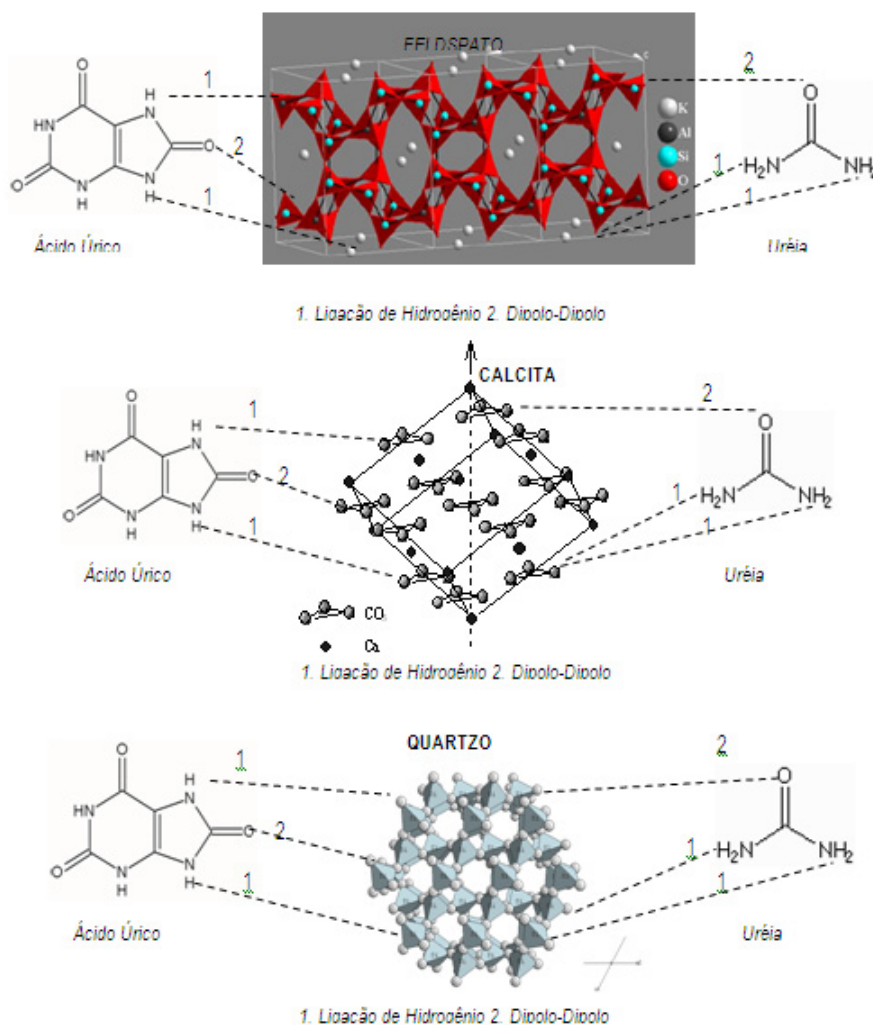 FELDSPATO
O
H
N
HN
O
O
N
H
N
H
1
2
1
Ácido Úrico
K
Al
Si
O
c
2
1
1
O
H₂N
NH₂
Uréia
1. Ligação de Hidrogênio 2. Dipolo-Dipolo
CALCITA
O
H
N
HN
O
O
N
H
N
H
1
2
1
Ácido Úrico
2
1
1
O
H₂N
NH₂
Uréia
CO₃
Ca
1. Ligação de Hidrogênio 2. Dipolo-Dipolo
QUARTZO
O
H
N
HN
O
O
N
H
N
H
1
2
1
Ácido Úrico
2
1
1
O
H₂N
NH₂
Uréia
1. Ligação de Hidrogênio 2. Dipolo-Dipolo